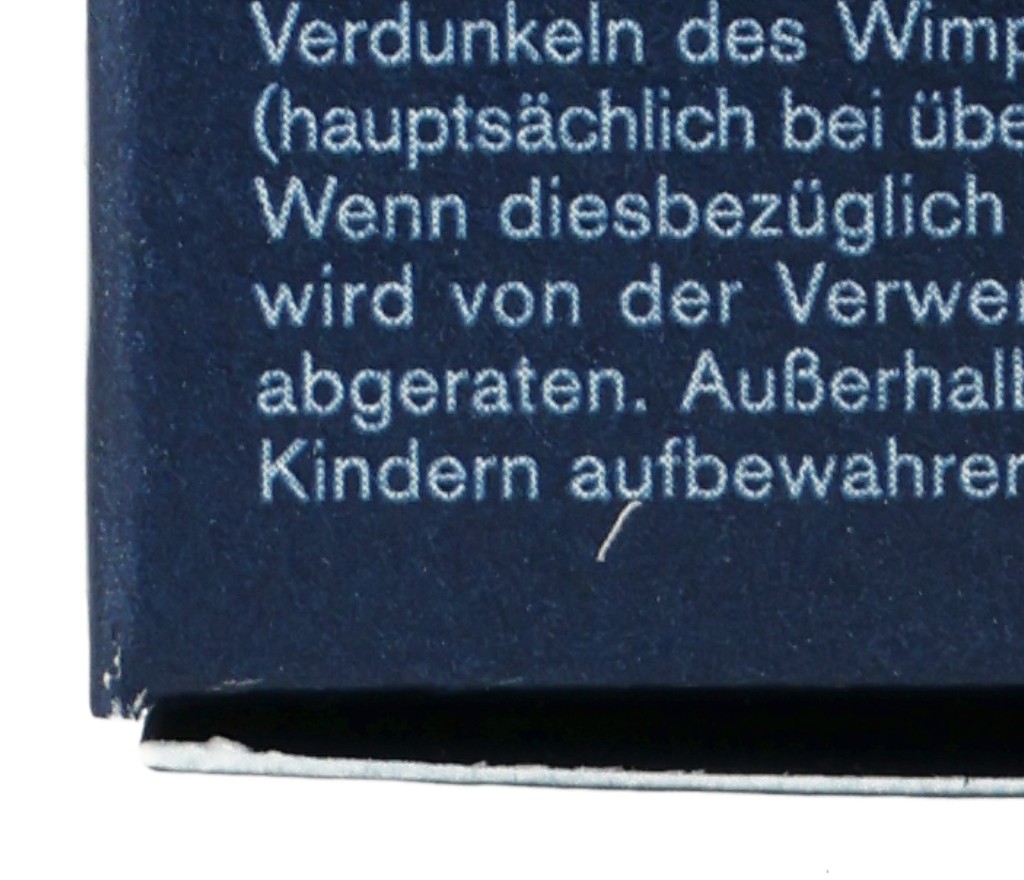 Verdunkeln des Wimp
(hauptsächlich bei übe
Wenn diesbezüglich
wird von der Verwe
abgeraten. Außerhal
Kindern aufbewahre